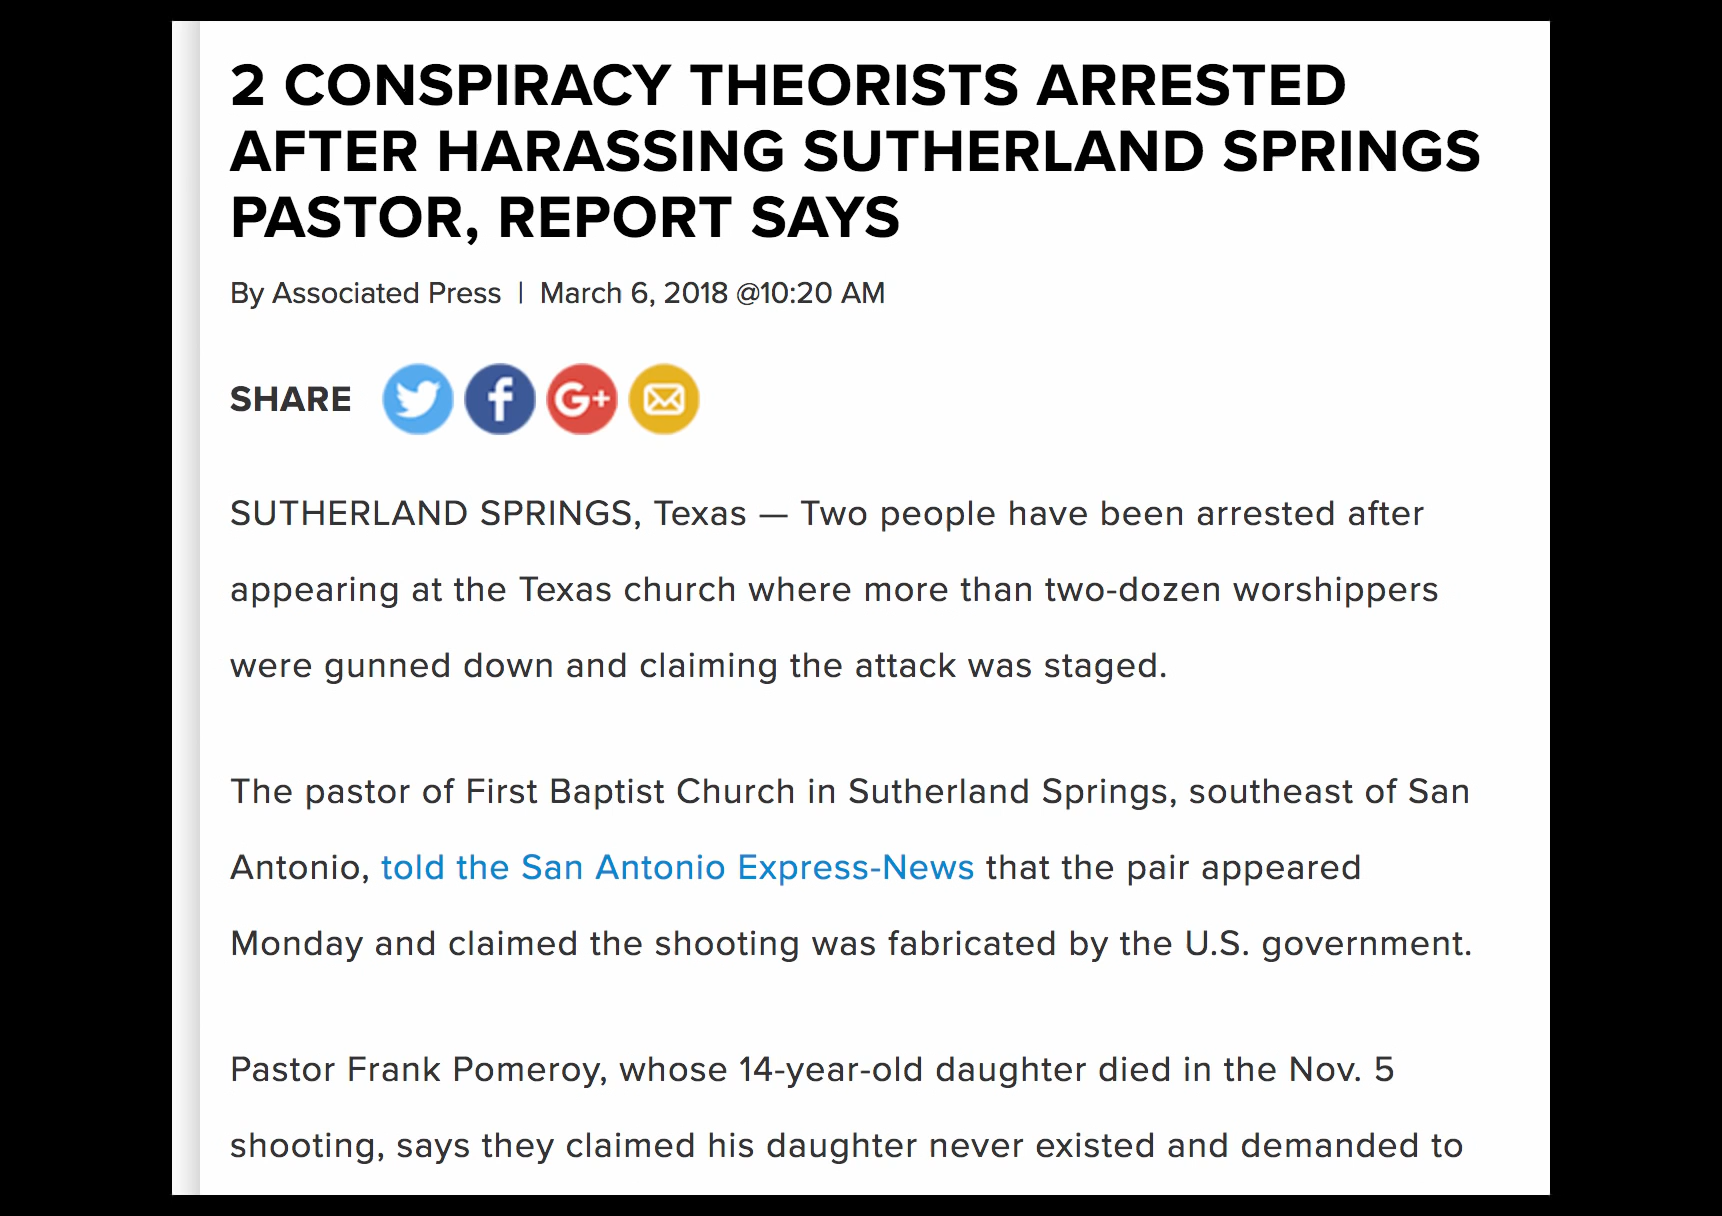 2 CONSPIRACY THEORISTS ARRESTED
AFTER HARASSING SUTHERLAND SPRINGS
PASTOR, REPORT SAYS
By Associated Press | March 6, 2018 @10:20 AM
SHARE f G+
SUTHERLAND SPRINGS, Texas — Two people have been arrested after
appearing at the Texas church where more than two-dozen worshippers
were gunned down and claiming the attack was staged.
The pastor of First Baptist Church in Sutherland Springs, southeast of San
Antonio, told the San Antonio Express-News that the pair appeared
Monday and claimed the shooting was fabricated by the U.S. government.
Pastor Frank Pomeroy, whose 14-year-old daughter died in the Nov. 5
shooting, says they claimed his daughter never existed and demanded to